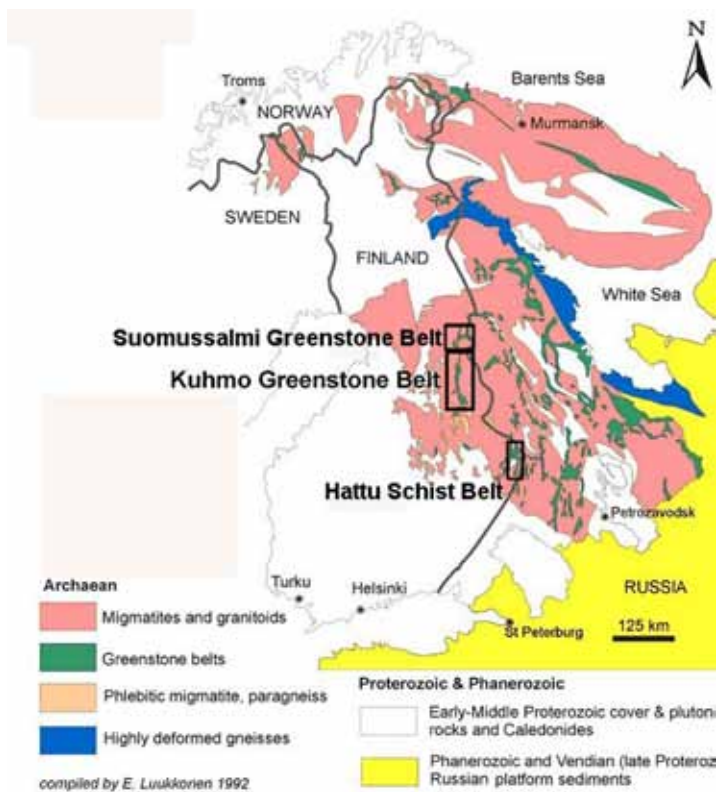 N
Barents Sea
Troms
NORWAY
Murmansk
SWEDEN
FINLAND
White Sea
Suomussalmi Greenstone Belt
Kuhmo Greenstone Belt
Hattu Schist Belt
Petrozavodsk
Turku
Helsinki
RUSSIA
St Peterburg
125 km
Archaean
Migmatites and granitoids
Greenstone belts
Phlebitic migmatite, paragneiss
Highly deformed gneisses
compiled by E. Luukkonen 1992
Proterozoic & Phanerozoic
Early-Middle Proterozoic cover & plutoni
rocks and Caledonides
Phanerozoic and Vendian (late Proteroz
Russian platform sediments